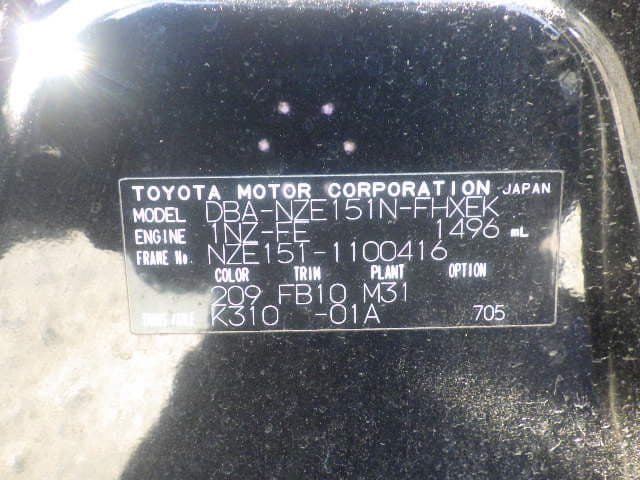 TOYOTA MOTOR CORPORATION JAPAN
MODEL DBA-NZE151N-FHXEK
ENGINE 1NZ-FE 1496 mL
FRAME No. NZE151-1100416
COLOR TRIM PLANT OPTION
209 FB10 M31
K310 -01A 705